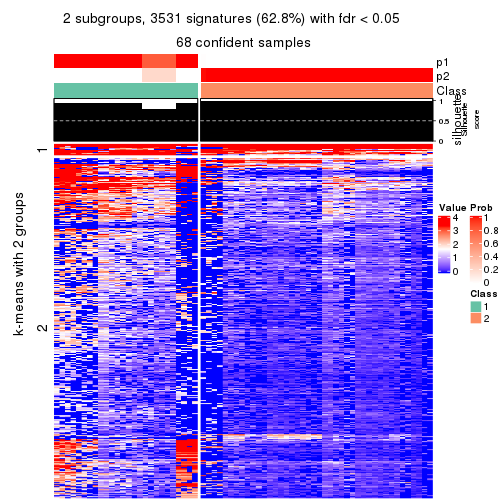 2 subgroups, 3531 signatures (62.8%) with fdr < 0.05
68 confident samples
p1
p2
Class
1
0.5
0
silhouette
Silhouette
score
1
2
k-means with 2 groups
Value
4
3
2
1
0
Prob
1
0.8
0.6
0.4
0.2
0
Class
1
2